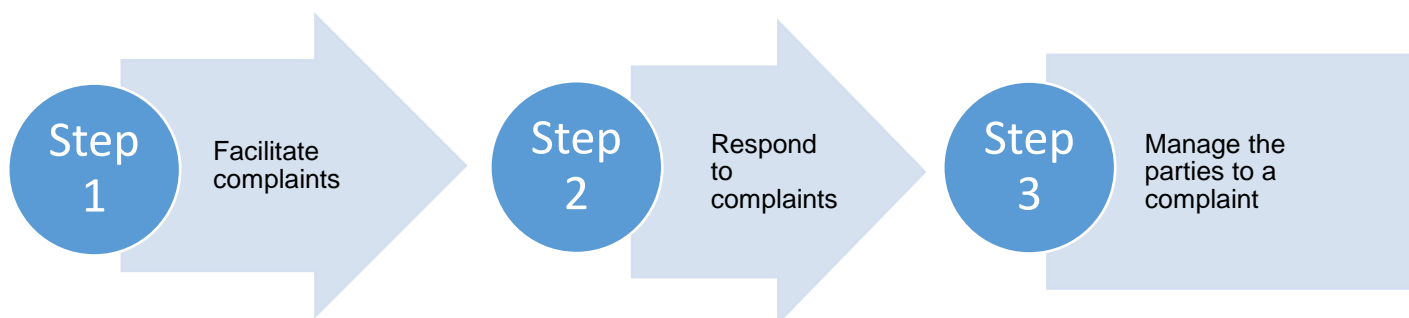 Step
1
Facilitate
complaints
Step
2
Respond
to
complaints
Step
3
Manage the
parties to a
complaint